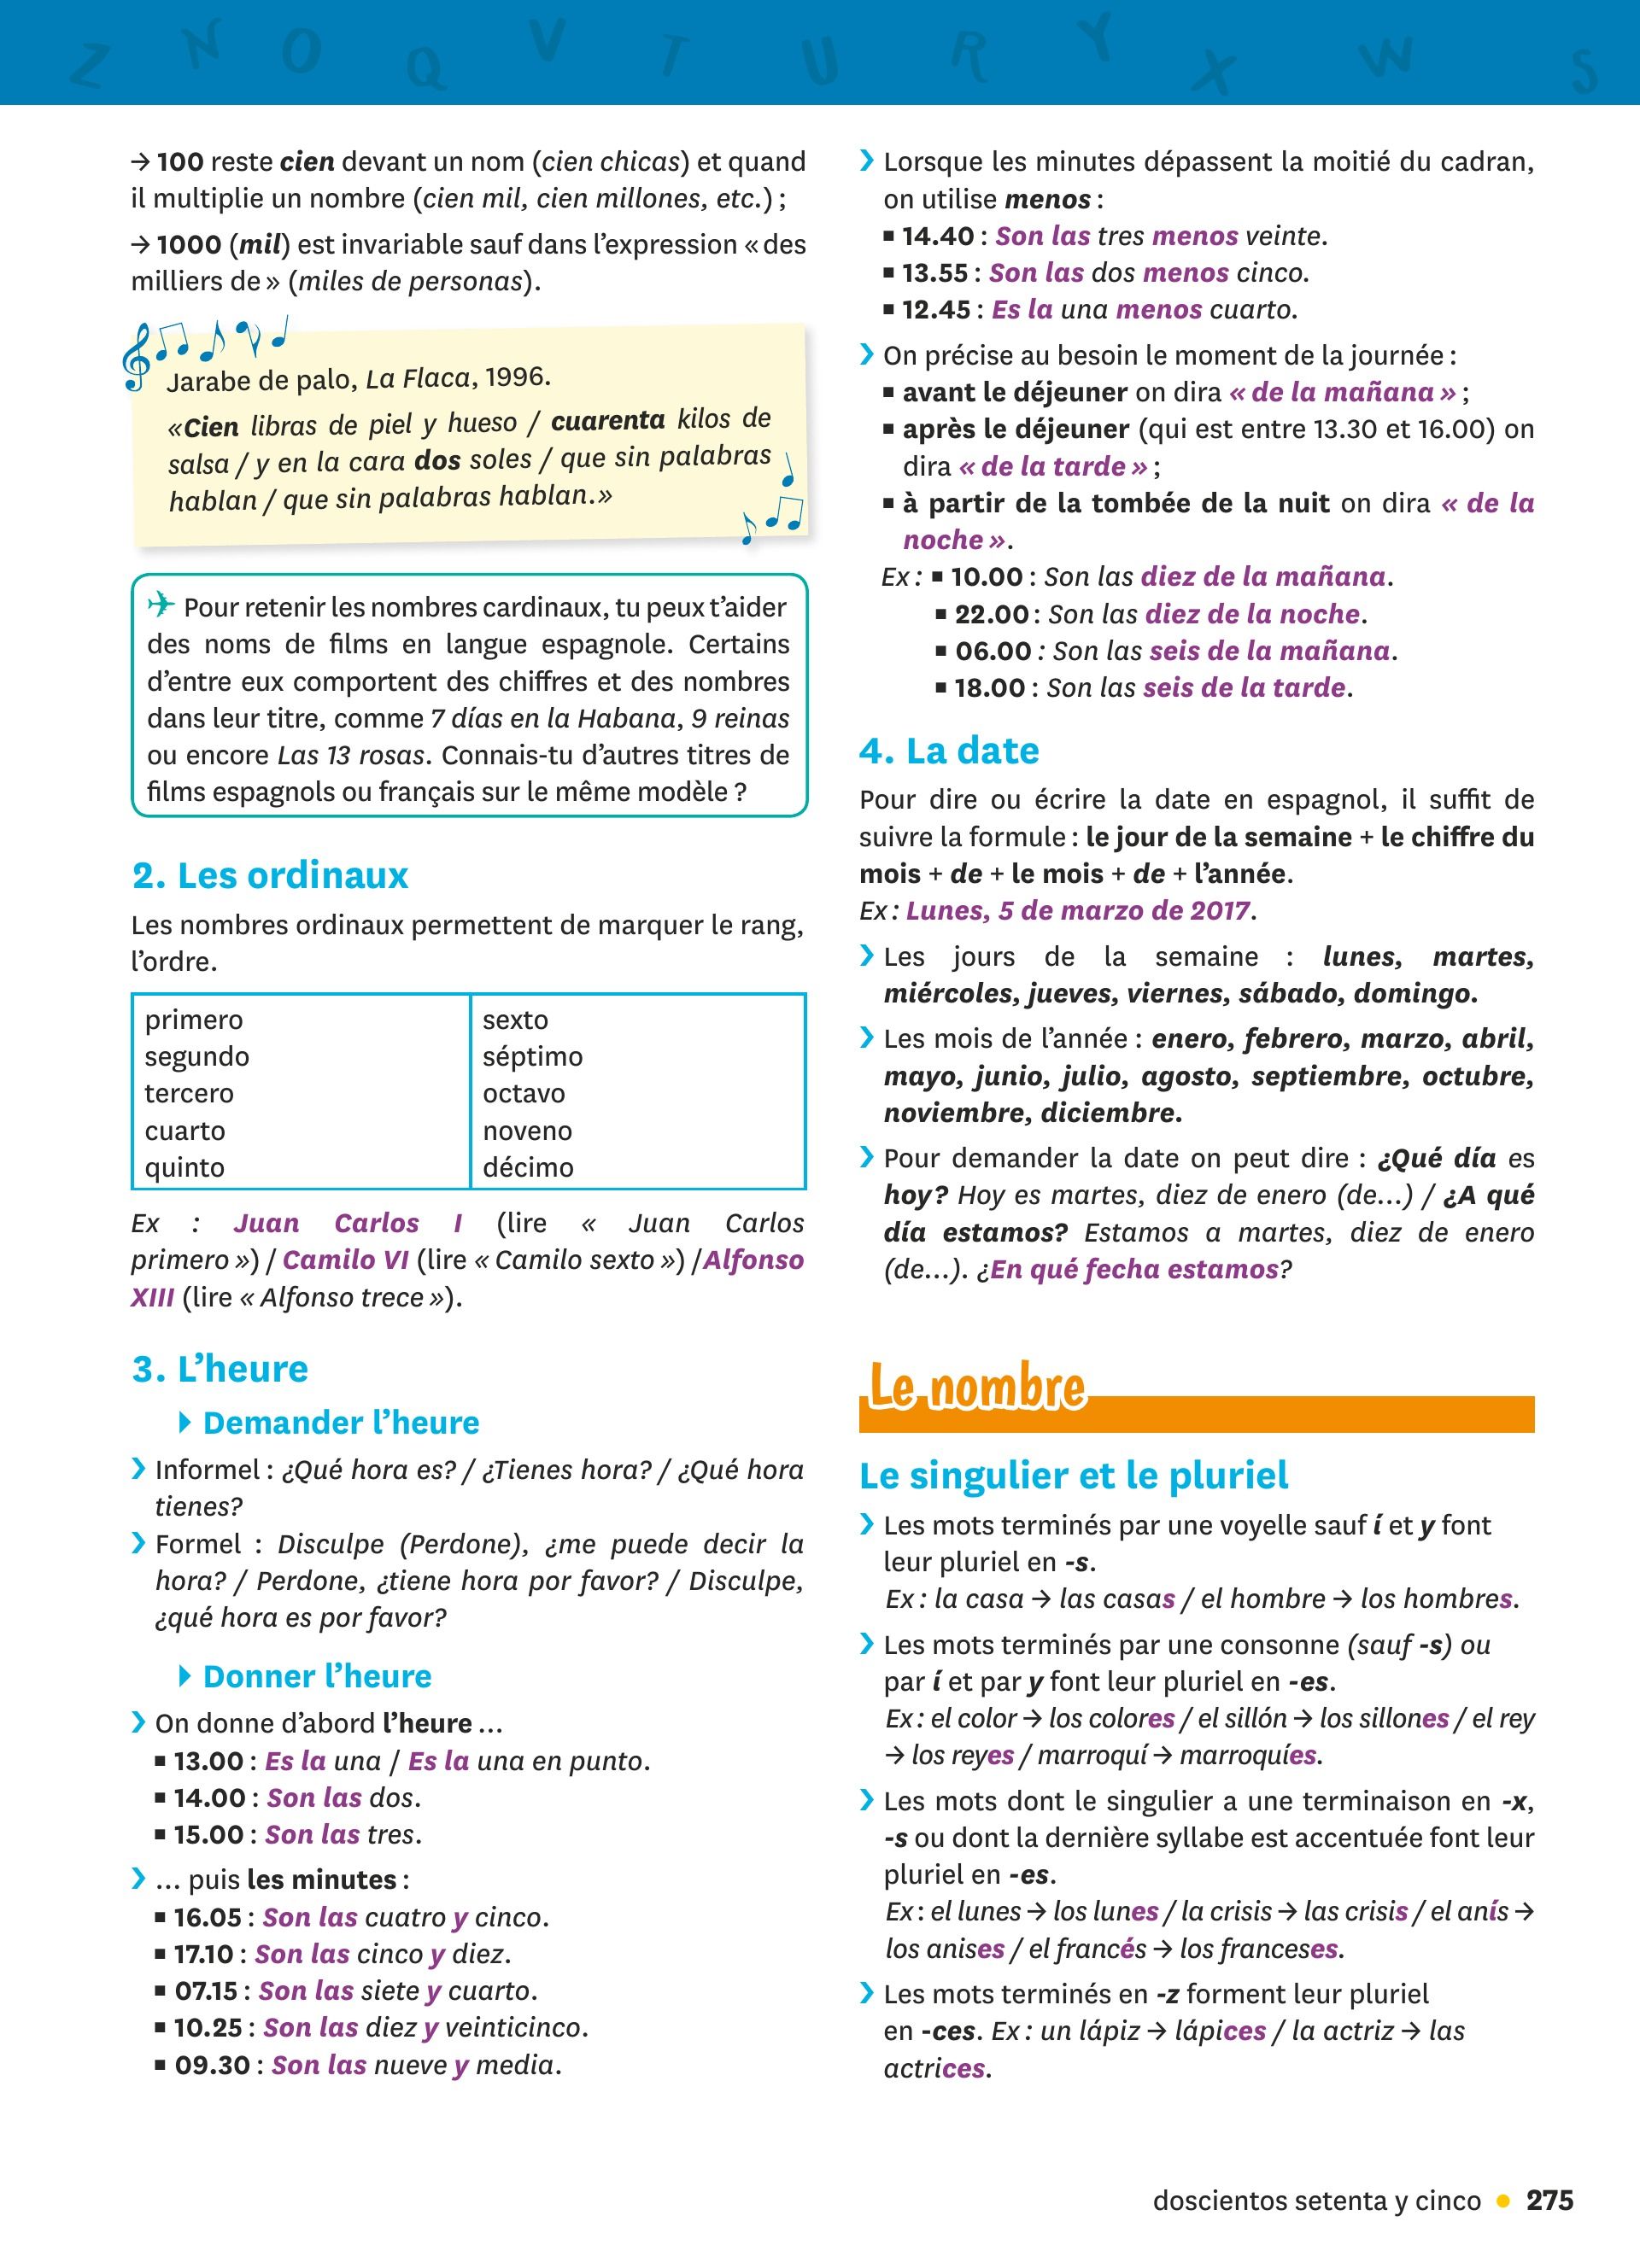 Z N O Q V T U R Y X W S
→ 100 reste cien devant un nom (cien chicas) et quand
il multiplie un nombre (cien mil, cien millones, etc.) ;
→ 1000 (mil) est invariable sauf dans l’expression « des
milliers de » (miles de personas).
Jarabe de palo, La Flaca, 1996.
«Cien libras de piel y hueso / cuarenta kilos de
salsa / y en la cara dos soles / que sin palabras
hablan / que sin palabras hablan.»
Pour retenir les nombres cardinaux, tu peux t’aider
des noms de films en langue espagnole. Certains
d’entre eux comportent des chiffres et des nombres
dans leur titre, comme 7 días en la Habana, 9 reinas
ou encore Las 13 rosas. Connais-tu d’autres titres de
films espagnols ou français sur le même modèle ?
2. Les ordinaux
Les nombres ordinaux permettent de marquer le rang,
l’ordre.
primero
segundo
tercero
cuarto
quinto
sexto
séptimo
octavo
noveno
décimo
Ex : Juan Carlos I (lire « Juan Carlos
primero ») / Camilo VI (lire « Camilo sexto ») /Alfonso
XIII (lire « Alfonso trece »).
3. L’heure
Demander l’heure
Informel : ¿Qué hora es? / ¿Tienes hora? / ¿Qué hora
tienes?
Formel : Disculpe (Perdone), ¿me puede decir la
hora? / Perdone, ¿tiene hora por favor? / Disculpe,
¿qué hora es por favor?
Donner l’heure
On donne d’abord l’heure …
▪ 13.00 : Es la una / Es la una en punto.
▪ 14.00 : Son las dos.
▪ 15.00 : Son las tres.
… puis les minutes :
▪ 16.05 : Son las cuatro y cinco.
▪ 17.10 : Son las cinco y diez.
▪ 07.15 : Son las siete y cuarto.
▪ 10.25 : Son las diez y veinticinco.
▪ 09.30 : Son las nueve y media.
Lorsque les minutes dépassent la moitié du cadran,
on utilise menos :
▪ 14.40 : Son las tres menos veinte.
▪ 13.55 : Son las dos menos cinco.
▪ 12.45 : Es la una menos cuarto.
On précise au besoin le moment de la journée :
▪ avant le déjeuner on dira « de la mañana » ;
▪ après le déjeuner (qui est entre 13.30 et 16.00) on
dira « de la tarde » ;
▪ à partir de la tombée de la nuit on dira « de la
noche ».
Ex : ▪ 10.00 : Son las diez de la mañana.
▪ 22.00 : Son las diez de la noche.
▪ 06.00 : Son las seis de la mañana.
▪ 18.00 : Son las seis de la tarde.
4. La date
Pour dire ou écrire la date en espagnol, il suffit de
suivre la formule : le jour de la semaine + le chiffre du
mois + de + le mois + de + l’année.
Ex : Lunes, 5 de marzo de 2017.
Les jours de la semaine : lunes, martes,
miércoles, jueves, viernes, sábado, domingo.
Les mois de l’année : enero, febrero, marzo, abril,
mayo, junio, julio, agosto, septiembre, octubre,
noviembre, diciembre.
Pour demander la date on peut dire : ¿Qué día es
hoy? Hoy es martes, diez de enero (de…) / ¿A qué
día estamos? Estamos a martes, diez de enero
(de…). ¿En qué fecha estamos?
Le nombre
Le singulier et le pluriel
Les mots terminés par une voyelle sauf í et y font
leur pluriel en -s.
Ex : la casa → las casas / el hombre → los hombres.
Les mots terminés par une consonne (sauf -s) ou
par í et par y font leur pluriel en -es.
Ex : el color → los colores / el sillón → los sillones / el rey
→ los reyes / marroquí → marroquíes.
Les mots dont le singulier a une terminaison en -x,
-s ou dont la dernière syllabe est accentuée font leur
pluriel en -es.
Ex : el lunes → los lunes / la crisis → las crisis / el anís →
los anises / el francés → los franceses.
Les mots terminés en -z forment leur pluriel
en -ces. Ex : un lápiz → lápices / la actriz → las
actrices.
doscientos setenta y cinco • 275